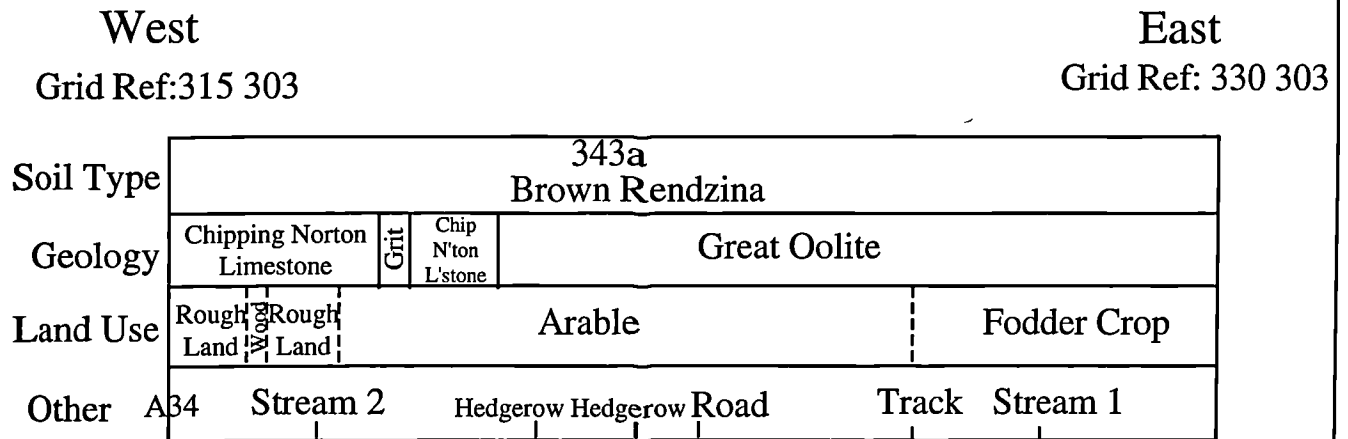 West
East
Grid Ref:315 303
Grid Ref: 330 303
Soil Type
343a
Brown Rendzina
Geology
Chipping Norton
Limestone
Grit
Chip
N'ton
L'stone
Great Oolite
Land Use
Rough
Land
Wood
Rough
Land
Arable
Fodder Crop
Other
A34
Stream 2
Hedgerow
Hedgerow
Road
Track
Stream 1